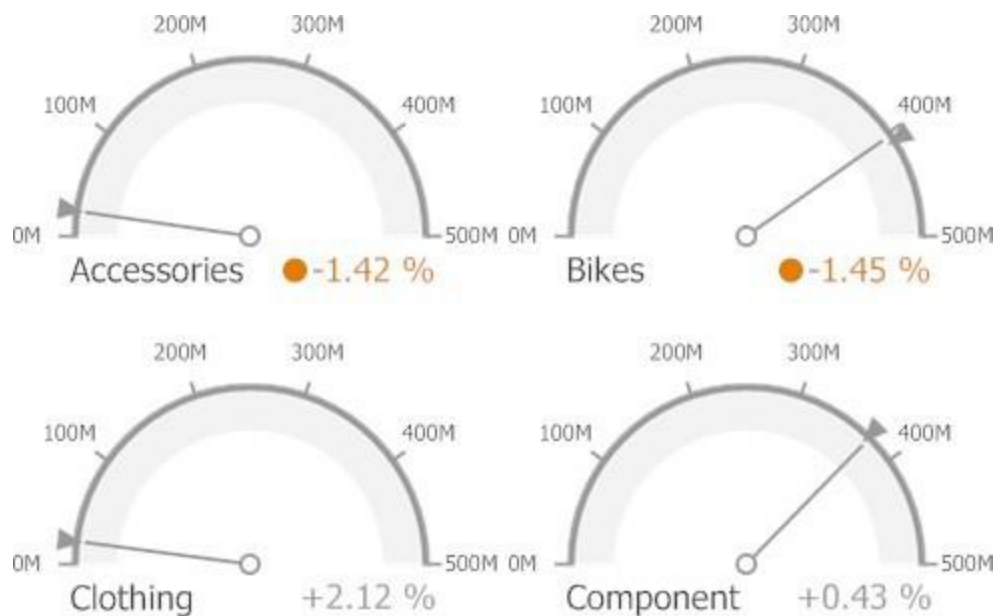 200M 300M
100M 400M
0M 500M
Accessories -1.42 %
200M 300M
100M 400M
0M 500M
Bikes -1.45 %
200M 300M
100M 400M
0M 500M
Clothing +2.12 %
200M 300M
100M 400M
0M 500M
Component +0.43 %